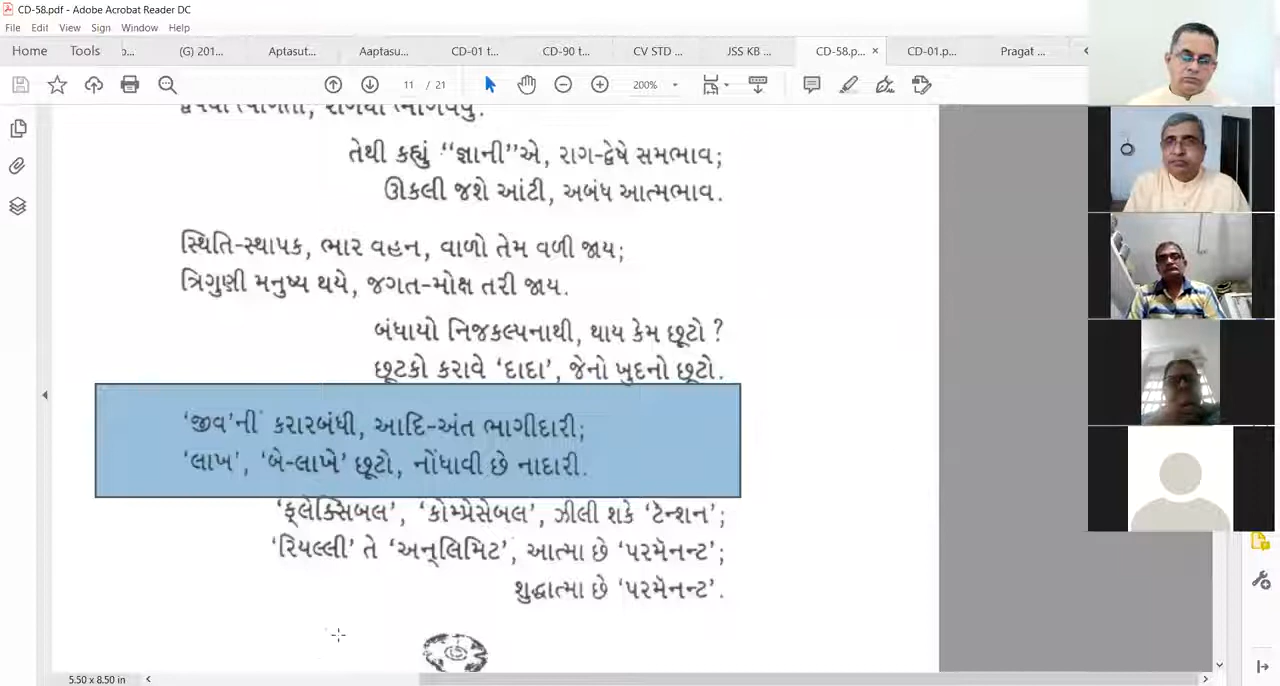 CD-58.pdf - Adobe Acrobat Reader DC
File Edit View Sign Window Help
Home Tools ɔ... (G) 201... Aptasut... Aaptasu... CD-01 t... CD-90 t... CV STD ... JSS KB ... CD-58.p... × CD-01.p... Pragat ...
11 / 21 200%
તેથી કહ્યું "જ્ઞાની"એ, રાગ-દ્વેષે સમભાવ;
ઊકલી જશે આંટી, અબંધ આત્મભાવ.
સ્થિતિ-સ્થાપક, ભાર વહન, વાળો તેમ વળી જાય;
ત્રિગુણી મનુષ્ય થયે, જગત-મોક્ષ તરી જાય.
બંધાયો નિજકલ્પનાથી, થાય કેમ છૂટો ?
છૂટકો કરાવે 'દાદા', જેનો ખુદનો છૂટો.
'જીવ'ની કરારબંધી, આદિ-અંત ભાગીદારી;
'લાખ', 'બે-લાખે' છૂટો, નોંધાવી છે નાદારી.
'ફ્લેક્સિબલ', 'કોમ્પ્રેસેબલ', ઝીલી શકે 'ટેન્શન';
'રિયલ્લી' તે 'અન્‌લિમિટ', આત્મા છે 'પરમેનન્ટ';
શુદ્ધાત્મા છે 'પરમેનન્ટ'.
5.50 x 8.50 in